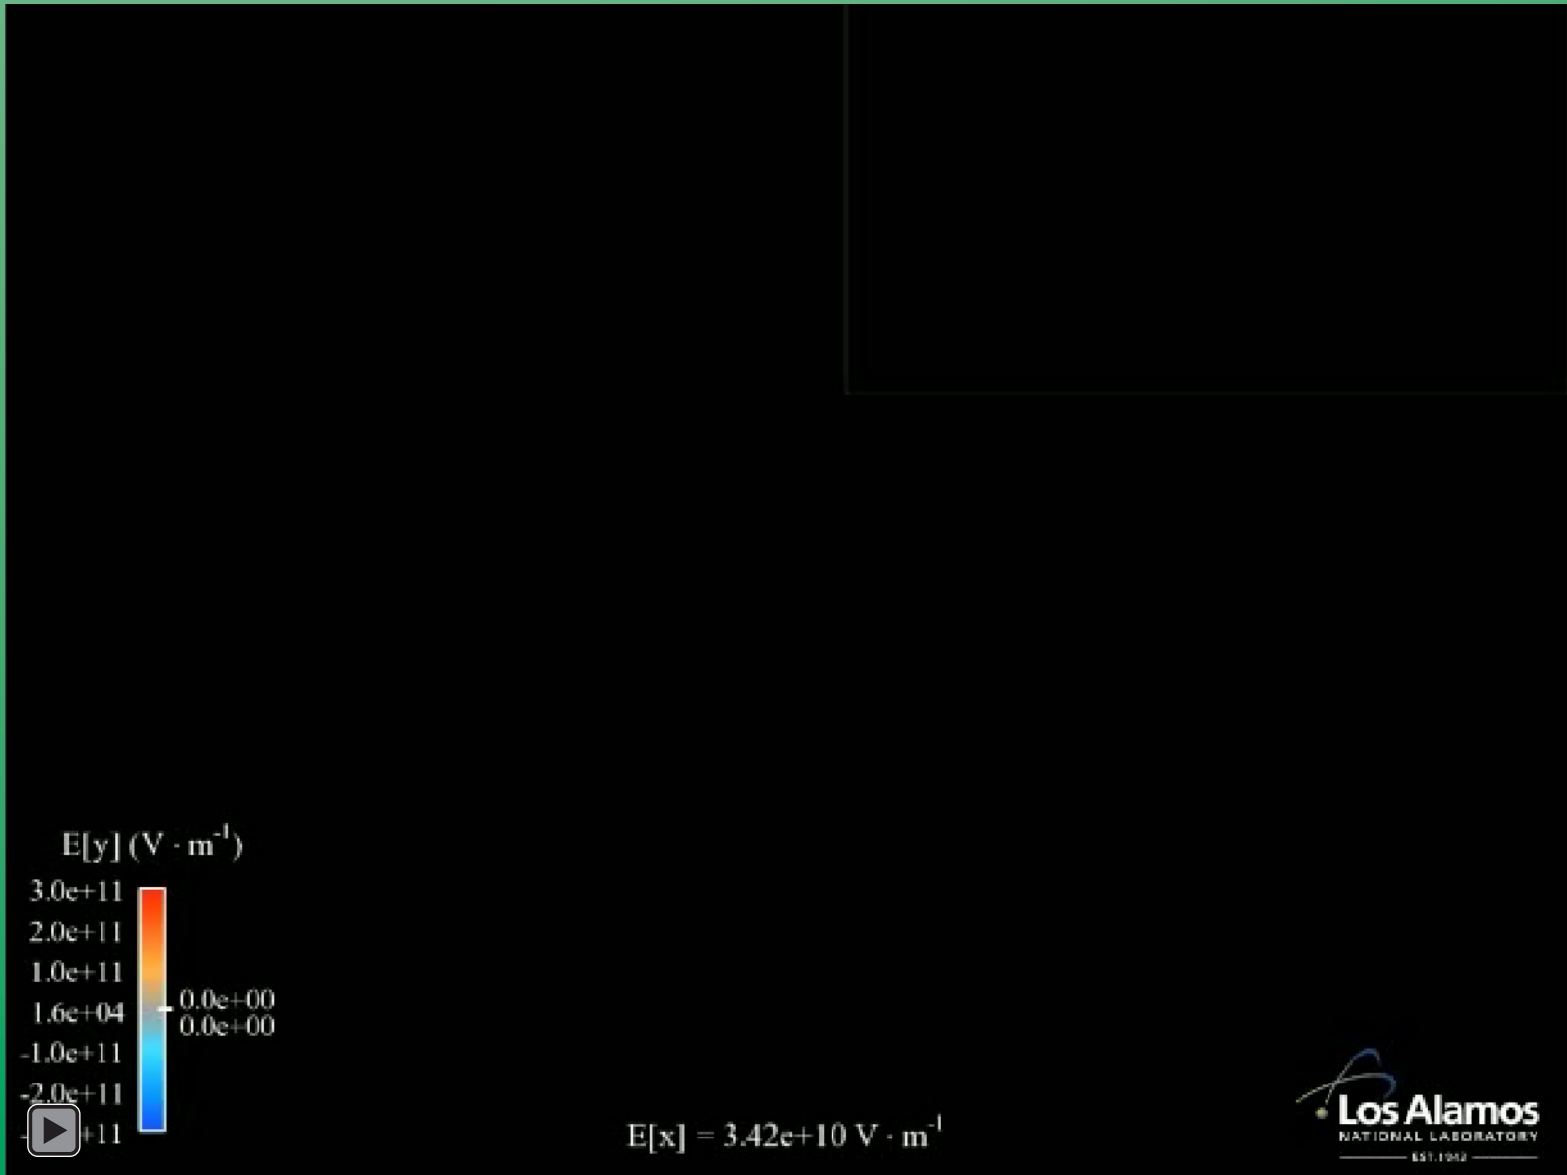 E[y] (V · m⁻¹)
3.0e+11
2.0e+11
1.0e+11
1.6e+04
0.0e+00
0.0e+00
-1.0e+11
-2.0e+11
+11
E[x] = 3.42e+10 V · m⁻¹
Los Alamos
NATIONAL LABORATORY
EST.1943